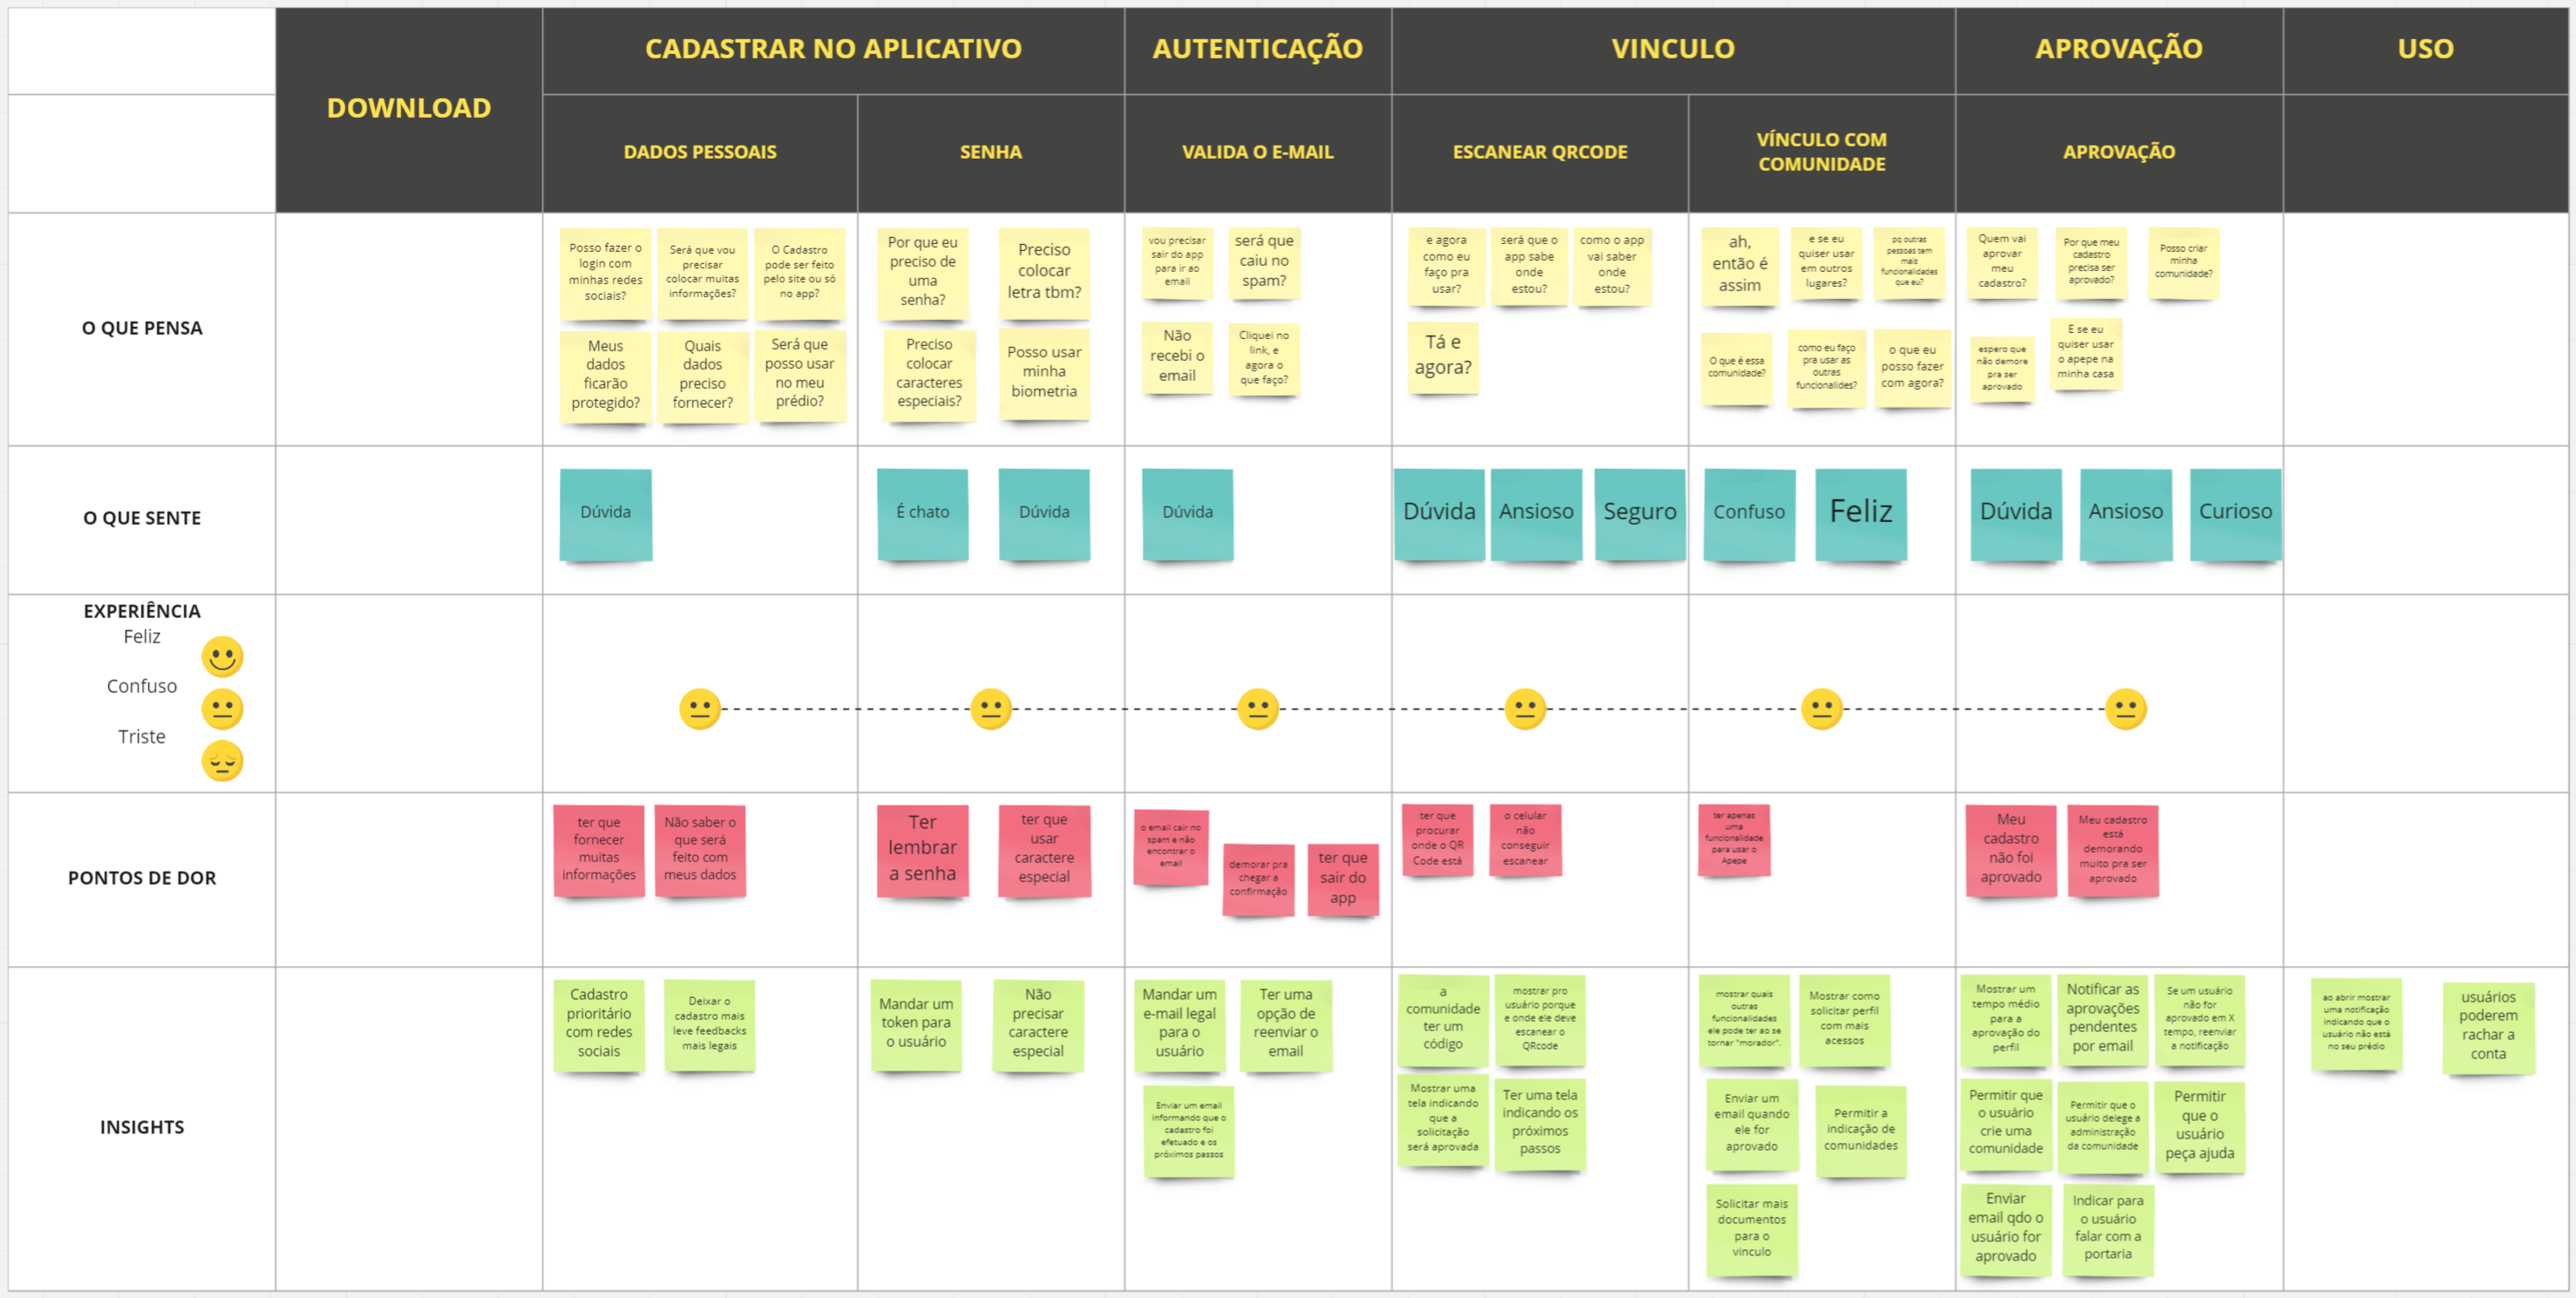 DOWNLOAD
CADASTRAR NO APLICATIVO
AUTENTICAÇÃO
VINCULO
APROVAÇÃO
USO
DADOS PESSOAIS
SENHA
VALIDA O E-MAIL
ESCANEAR QRCODE
VÍNCULO COM
COMUNIDADE
APROVAÇÃO
O QUE PENSA
Posso fazer o
login com
minhas redes
sociais?
Será que vou
precisar
colocar muitas
informações?
O Cadastro
pode ser feito
pelo site ou só
no app?
Meus
dados
ficarão
protegido?
Quais
dados
preciso
fornecer?
Será que
posso usar
no meu
prédio?
Por que eu
preciso de
uma
senha?
Preciso
colocar
letra tbm?
Preciso
colocar
caracteres
especiais?
Posso usar
minha
biometria
vou precisar
sair do app
para ir ao
email
será que
caiu no
spam?
Não
recebi o
email
Cliquei no
link, e
agora o
que faço?
e agora
como eu
faço pra
usar?
será que o
app sabe
onde
estou?
como o app
vai saber
onde
estou?
Tá e
agora?
ah,
então é
assim
e se eu
quiser usar
em outros
lugares?
pq outras
pessoas tem
mais
funcionalidades
que eu?
O que é essa
comunidade?
como eu faço
pra usar as
outras
funcionalides?
o que eu
posso fazer
com agora?
Quem vai
aprovar
meu
cadastro?
Por que meu
cadastro
precisa ser
aprovado?
Posso criar
minha
comunidade?
espero que
não demore
pra ser
aprovado
E se eu
quiser usar
o apepe na
minha casa
O QUE SENTE
Dúvida
É chato
Dúvida
Dúvida
Dúvida
Ansioso
Seguro
Confuso
Feliz
Dúvida
Ansioso
Curioso
EXPERIÊNCIA
Feliz
Confuso
Triste
PONTOS DE DOR
ter que
fornecer
muitas
informações
Não saber o
que será
feito com
meus dados
Ter
lembrar
a senha
ter que
usar
caractere
especial
o email cair no
spam e não
encontrar o
email
demorar pra
chegar a
confirmação
ter que
sair do
app
ter que
procurar
onde o QR
Code está
o celular
não
conseguir
escanear
ter apenas
uma
funcionalidade
para usar o
Apepe
Meu
cadastro
não foi
aprovado
Meu cadastro
está
demorando
muito pra ser
aprovado
INSIGHTS
Cadastro
prioritário
com redes
sociais
Deixar o
cadastro mais
leve feedbacks
mais legais
Mandar um
token para
o usuário
Não
precisar
caractere
especial
Mandar um
e-mail legal
para o
usuário
Ter uma
opção de
reenviar o
email
Enviar um email
informando que o
cadastro foi
efetuado e os
próximos passos
a
comunidade
ter um
código
mostrar pro
usuário porque
e onde ele deve
escanear o
QRcode
Mostrar uma
tela indicando
que a
solicitação
será aprovada
Ter uma tela
indicando os
próximos
passos
mostrar quais
outras
funcionalidades
ele pode ter ao se
tornar "morador".
Mostrar como
solicitar perfil
com mais
acessos
Enviar um
email quando
ele for
aprovado
Permitir a
indicação de
comunidades
Solicitar mais
documentos
para o
vinculo
Mostrar um
tempo médio
para a
aprovação do
perfil
Notificar as
aprovações
pendentes
por email
Se um usuário
não for
aprovado em X
tempo, reenviar
a notificação
Permitir que
o usuário
crie uma
comunidade
Permitir que o
usuário delege a
administração
da comunidade
Permitir
que o
usuário
peça ajuda
Enviar
email qdo o
usuário for
aprovado
Indicar para
o usuário
falar com a
portaria
ao abrir mostrar
uma notificação
indicando que o
usuário não está
no seu prédio
usuários
poderem
rachar a
conta